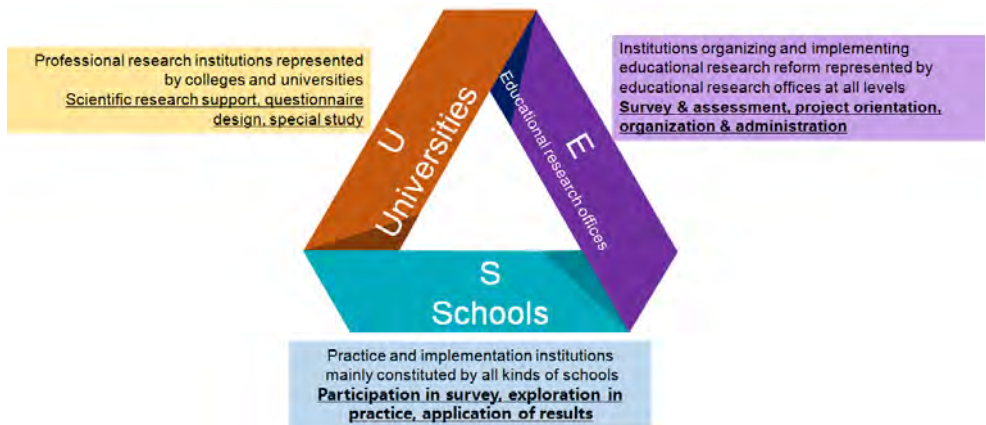 Professional research institutions represented
by colleges and universities
Scientific research support, questionnaire
design, special study
U
Universities
E
Educational research offices
Institutions organizing and implementing
educational research reform represented by
educational research offices at all levels
Survey & assessment, project orientation,
organization & administration
S
Schools
Practice and implementation institutions
mainly constituted by all kinds of schools
Participation in survey, exploration in
practice, application of results